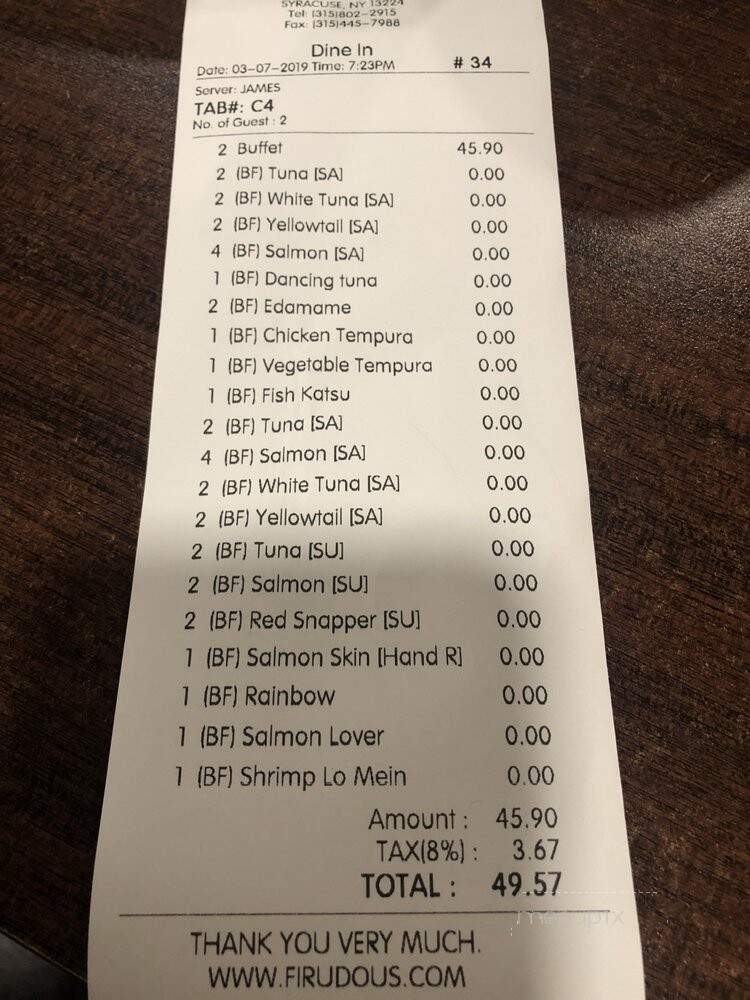 SYRACUSE, NY 13224
Tel: (315)802-2915
Fax: (315)445-7988
Dine In
Date: 03-07-2019 Time: 7:23PM # 34
Server: JAMES
TAB#: C4
No. of Guest : 2
2 Buffet 45.90
2 (BF) Tuna [SA] 0.00
2 (BF) White Tuna [SA] 0.00
2 (BF) Yellowtail [SA] 0.00
4 (BF) Salmon [SA] 0.00
1 (BF) Dancing tuna 0.00
2 (BF) Edamame 0.00
1 (BF) Chicken Tempura 0.00
1 (BF) Vegetable Tempura 0.00
1 (BF) Fish Katsu 0.00
2 (BF) Tuna [SA] 0.00
4 (BF) Salmon [SA] 0.00
2 (BF) White Tuna [SA] 0.00
2 (BF) Yellowtail [SA] 0.00
2 (BF) Tuna [SU] 0.00
2 (BF) Salmon [SU] 0.00
2 (BF) Red Snapper [SU] 0.00
1 (BF) Salmon Skin [Hand R] 0.00
1 (BF) Rainbow 0.00
1 (BF) Salmon Lover 0.00
1 (BF) Shrimp Lo Mein 0.00
Amount : 45.90
TAX(8%) : 3.67
TOTAL : 49.57
THANK YOU VERY MUCH.
WWW.FIRUDOUS.COM